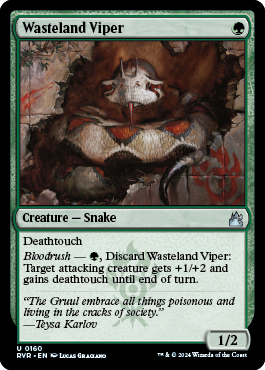 Wasteland Viper
Creature — Snake
Deathtouch
Bloodrush — , Discard Wasteland Viper:
Target attacking creature gets +1/+2 and
gains deathtouch until end of turn.
“The Gruul embrace all things poisonous and
living in the cracks of society.”
—Teysa Karlov
1/2
U 0160
RVR • EN Lucas Graciano
™ & © 2024 Wizards of the Coast